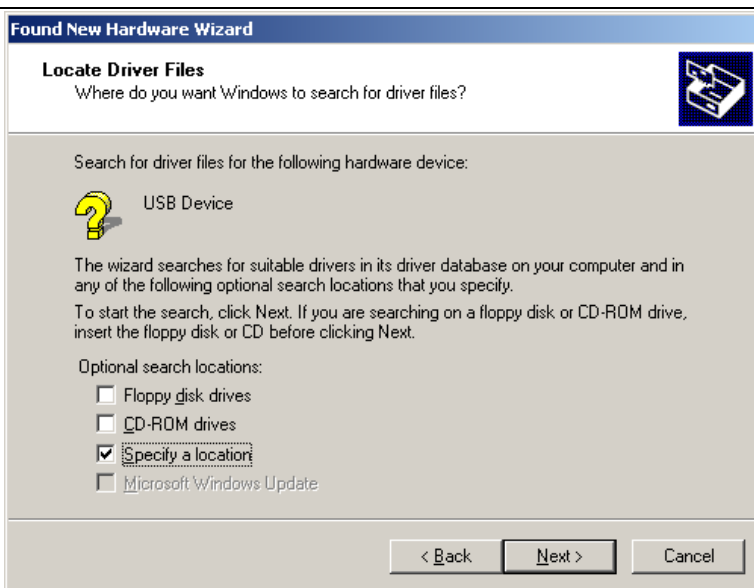 Found New Hardware Wizard
Locate Driver Files
Where do you want Windows to search for driver files?
Search for driver files for the following hardware device:
USB Device
The wizard searches for suitable drivers in its driver database on your computer and in
any of the following optional search locations that you specify.
To start the search, click Next. If you are searching on a floppy disk or CD-ROM drive,
insert the floppy disk or CD before clicking Next.
Optional search locations:
Floppy disk drives
CD-ROM drives
Specify a location
Microsoft Windows Update
< Back Next > Cancel